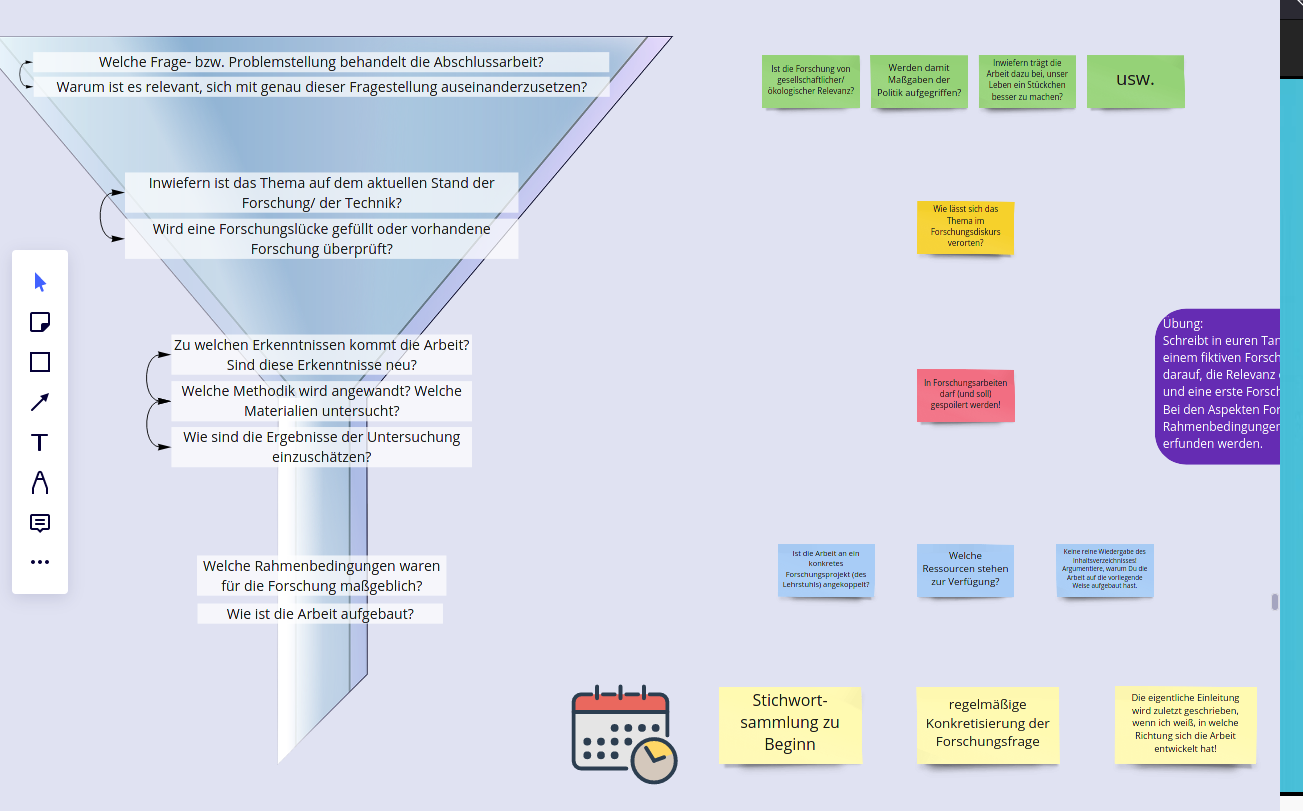 Welche Frage- bzw. Problemstellung behandelt die Abschlussarbeit?
Warum ist es relevant, sich mit genau dieser Fragestellung auseinanderzusetzen?
Ist die Forschung von
gesellschaftlicher/
ökologischer Relevanz?
Werden damit
Maßgaben der
Politik aufgegriffen?
Inwiefern trägt die
Arbeit dazu bei, unser
Leben ein Stückchen
besser zu machen?
usw.
Inwiefern ist das Thema auf dem aktuellen Stand der
Forschung/ der Technik?
Wird eine Forschungslücke gefüllt oder vorhandene
Forschung überprüft?
Wie lässt sich das
Thema im
Forschungsdiskurs
verorten?
Zu welchen Erkenntnissen kommt die Arbeit?
Sind diese Erkenntnisse neu?
Welche Methodik wird angewandt? Welche
Materialien untersucht?
Wie sind die Ergebnisse der Untersuchung
einzuschätzen?
In Forschungsarbeiten
darf (und soll)
gespoilert werden!
Übung:
Schreibt in euren Tan
einem fiktiven Forsch
darauf, die Relevanz
und eine erste Forsch
Bei den Aspekten For
Rahmenbedingungen
erfunden werden.
Welche Rahmenbedingungen waren
für die Forschung maßgeblich?
Wie ist die Arbeit aufgebaut?
Ist die Arbeit an ein
konkretes
Forschungsprojekt (des
Lehrstuhls) angekoppelt?
Welche
Ressourcen stehen
zur Verfügung?
Keine reine Wiedergabe des
Inhaltsverzeichnisses!
Argumentiere, warum Du die
Arbeit auf die vorliegende
Weise aufgebaut hast.
Stichwort-
sammlung zu
Beginn
regelmäßige
Konkretisierung der
Forschungsfrage
Die eigentliche Einleitung
wird zuletzt geschrieben,
wenn ich weiß, in welche
Richtung sich die Arbeit
entwickelt hat!